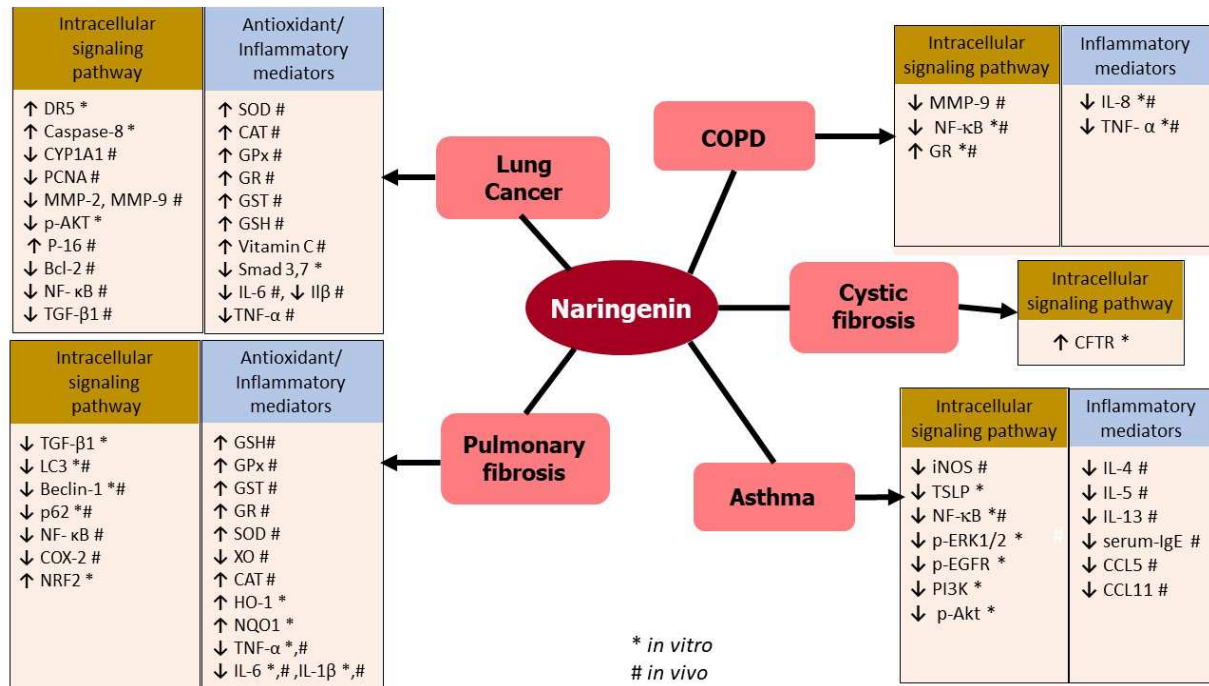 Intracellular
signaling
pathway
↑ DR5 *
↑ Caspase-8 *
↓ CYP1A1 #
↓ PCNA #
↓ MMP-2, MMP-9 #
↓ p-AKT *
↑ P-16 #
↓ Bcl-2 #
↓ NF- κB #
↓ TGF-β1 #
Antioxidant/
Inflammatory
mediators
↑ SOD #
↑ CAT #
↑ GPx #
↑ GR #
↑ GST #
↑ GSH #
↑ Vitamin C #
↓ Smad 3,7 *
↓ IL-6 #, ↓ Ilβ #
↓TNF-α #
Lung
Cancer
COPD
Intracellular
signaling pathway
↓ MMP-9 #
↓ NF-κB *#
↑ GR *#
Inflammatory
mediators
↓ IL-8 *#
↓ TNF- α *#
Naringenin
Cystic
fibrosis
Intracellular
signaling pathway
↑ CFTR *
Intracellular
signaling
pathway
↓ TGF-β1 *
↓ LC3 *#
↓ Beclin-1 *#
↓ p62 *#
↓ NF- κB #
↓ COX-2 #
↑ NRF2 *
Antioxidant/
Inflammatory
mediators
↑ GSH#
↑ GPx #
↑ GST #
↑ GR #
↑ SOD #
↓ XO #
↑ CAT #
↑ HO-1 *
↑ NQO1 *
↓ TNF-α *,#
↓ IL-6 *,# ,IL-1β *,#
Pulmonary
fibrosis
Asthma
Intracellular
signaling pathway
↓ iNOS #
↓ TSLP *
↓ NF-κB *#
↓ p-ERK1/2 * #
↓ p-EGFR *
↓ PI3K *
↓ p-Akt *
Inflammatory
mediators
↓ IL-4 #
↓ IL-5 #
↓ IL-13 #
↓ serum-IgE #
↓ CCL5 #
↓ CCL11 #
* in vitro
# in vivo